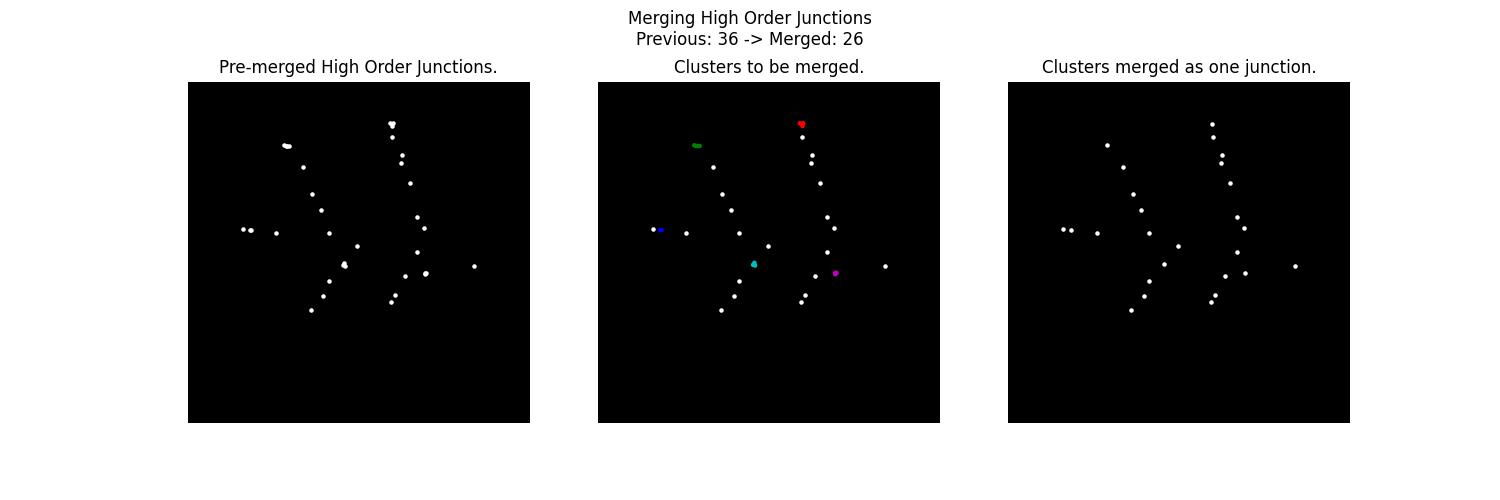 Merging High Order Junctions
Previous: 36 -> Merged: 26
Pre-merged High Order Junctions.
Clusters to be merged.
Clusters merged as one junction.